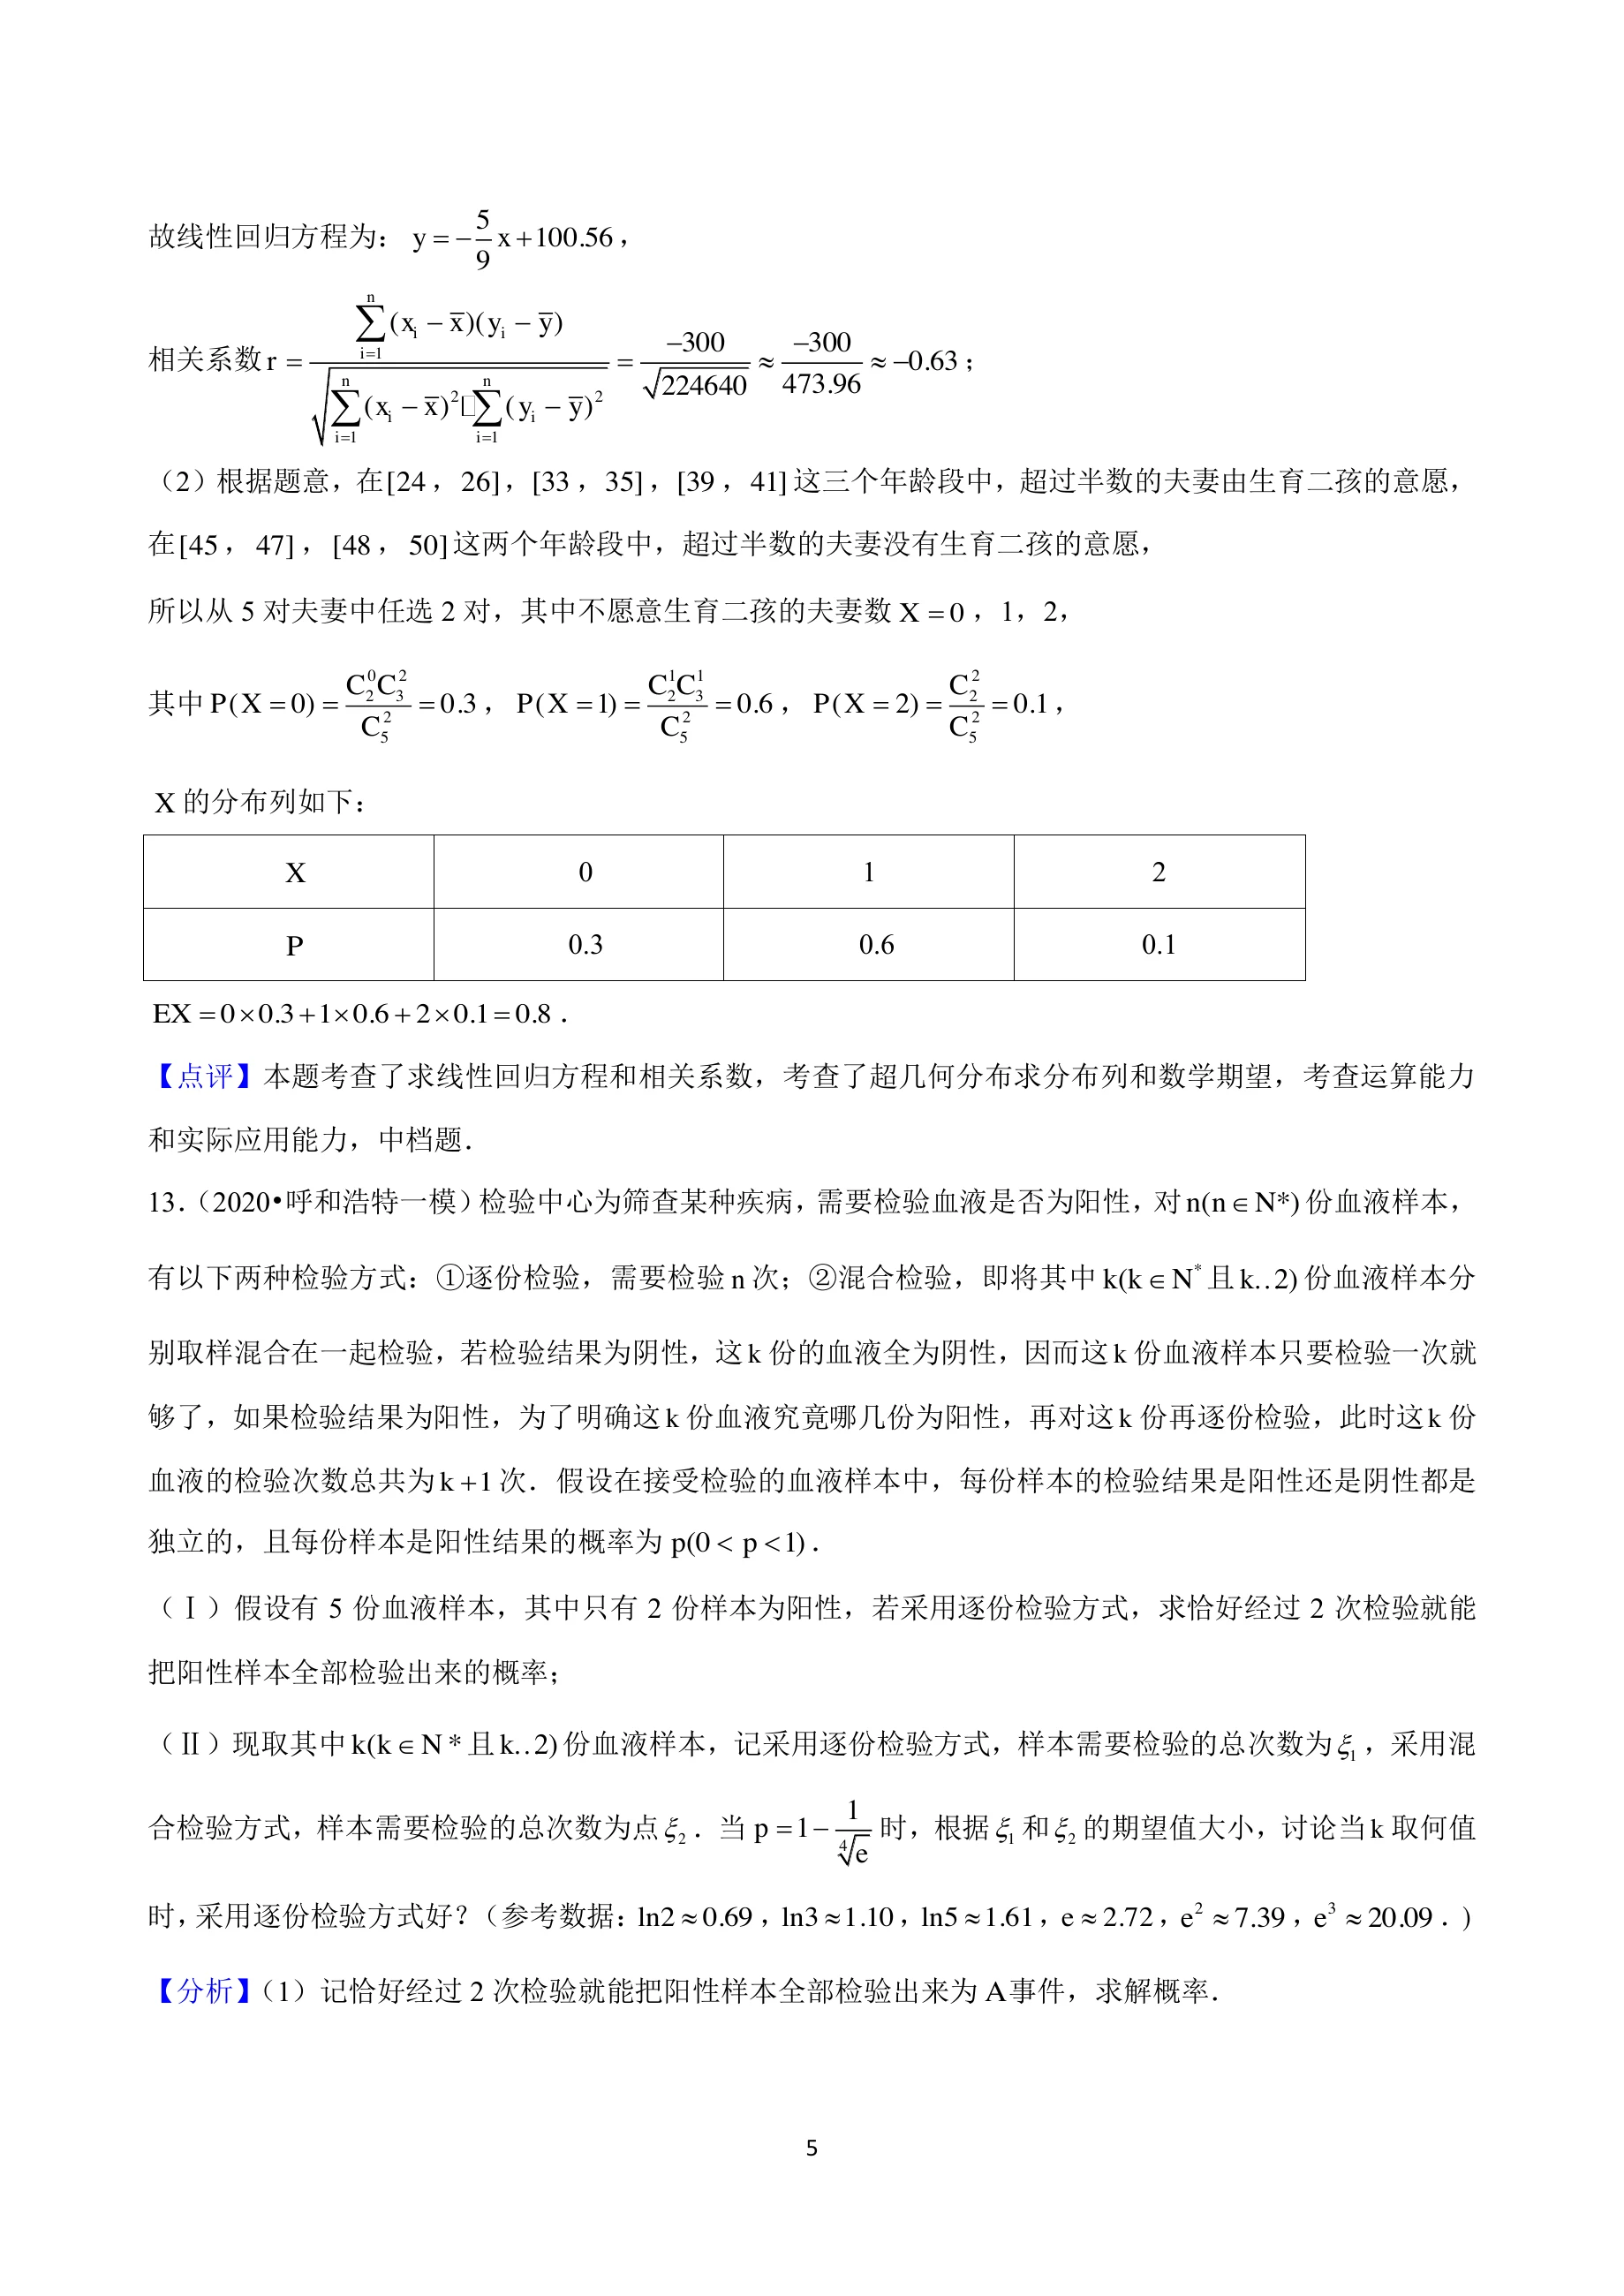 故线性回归方程为：y=−5/9x+100.56，
相关系数r=∑_{i=1}^{n}(x_i−x̄)(y_i−ȳ)/√(∑_{i=1}^{n}(x_i−x̄)²□∑_{i=1}^{n}(y_i−ȳ)²)=−300/√224640≈−300/473.96≈−0.63；
（2）根据题意，在[24，26]，[33，35]，[39，41]这三个年龄段中，超过半数的夫妻由生育二孩的意愿，
在[45，47]，[48，50]这两个年龄段中，超过半数的夫妻没有生育二孩的意愿，
所以从 5 对夫妻中任选 2 对，其中不愿意生育二孩的夫妻数 X=0，1，2，
其中 P(X=0)=C_2^0C_3^2/C_5^2=0.3，P(X=1)=C_2^1C_3^1/C_5^2=0.6，P(X=2)=C_2^2/C_5^2=0.1，
X 的分布列如下：
X 0 1 2
P 0.3 0.6 0.1
EX=0×0.3+1×0.6+2×0.1=0.8．
【点评】本题考查了求线性回归方程和相关系数，考查了超几何分布求分布列和数学期望，考查运算能力
和实际应用能力，中档题．
13．（2020•呼和浩特一模）检验中心为筛查某种疾病，需要检验血液是否为阳性，对n(n∈N*)份血液样本，
有以下两种检验方式：①逐份检验，需要检验 n 次；②混合检验，即将其中 k(k∈N*且k‥2)份血液样本分
别取样混合在一起检验，若检验结果为阴性，这k 份的血液全为阴性，因而这k 份血液样本只要检验一次就
够了，如果检验结果为阳性，为了明确这k 份血液究竟哪几份为阳性，再对这k 份再逐份检验，此时这k 份
血液的检验次数总共为k+1次．假设在接受检验的血液样本中，每份样本的检验结果是阳性还是阴性都是
独立的，且每份样本是阳性结果的概率为 p(0<p<1)．
（Ⅰ）假设有 5 份血液样本，其中只有 2 份样本为阳性，若采用逐份检验方式，求恰好经过 2 次检验就能
把阳性样本全部检验出来的概率；
（Ⅱ）现取其中k(k∈N*且k‥2)份血液样本，记采用逐份检验方式，样本需要检验的总次数为ξ₁，采用混
合检验方式，样本需要检验的总次数为点ξ₂．当 p=1−1/∜e 时，根据ξ₁和ξ₂的期望值大小，讨论当k 取何值
时，采用逐份检验方式好？（参考数据：ln2≈0.69，ln3≈1.10，ln5≈1.61，e≈2.72，e²≈7.39，e³≈20.09．)
【分析】（1）记恰好经过 2 次检验就能把阳性样本全部检验出来为 A事件，求解概率．
5